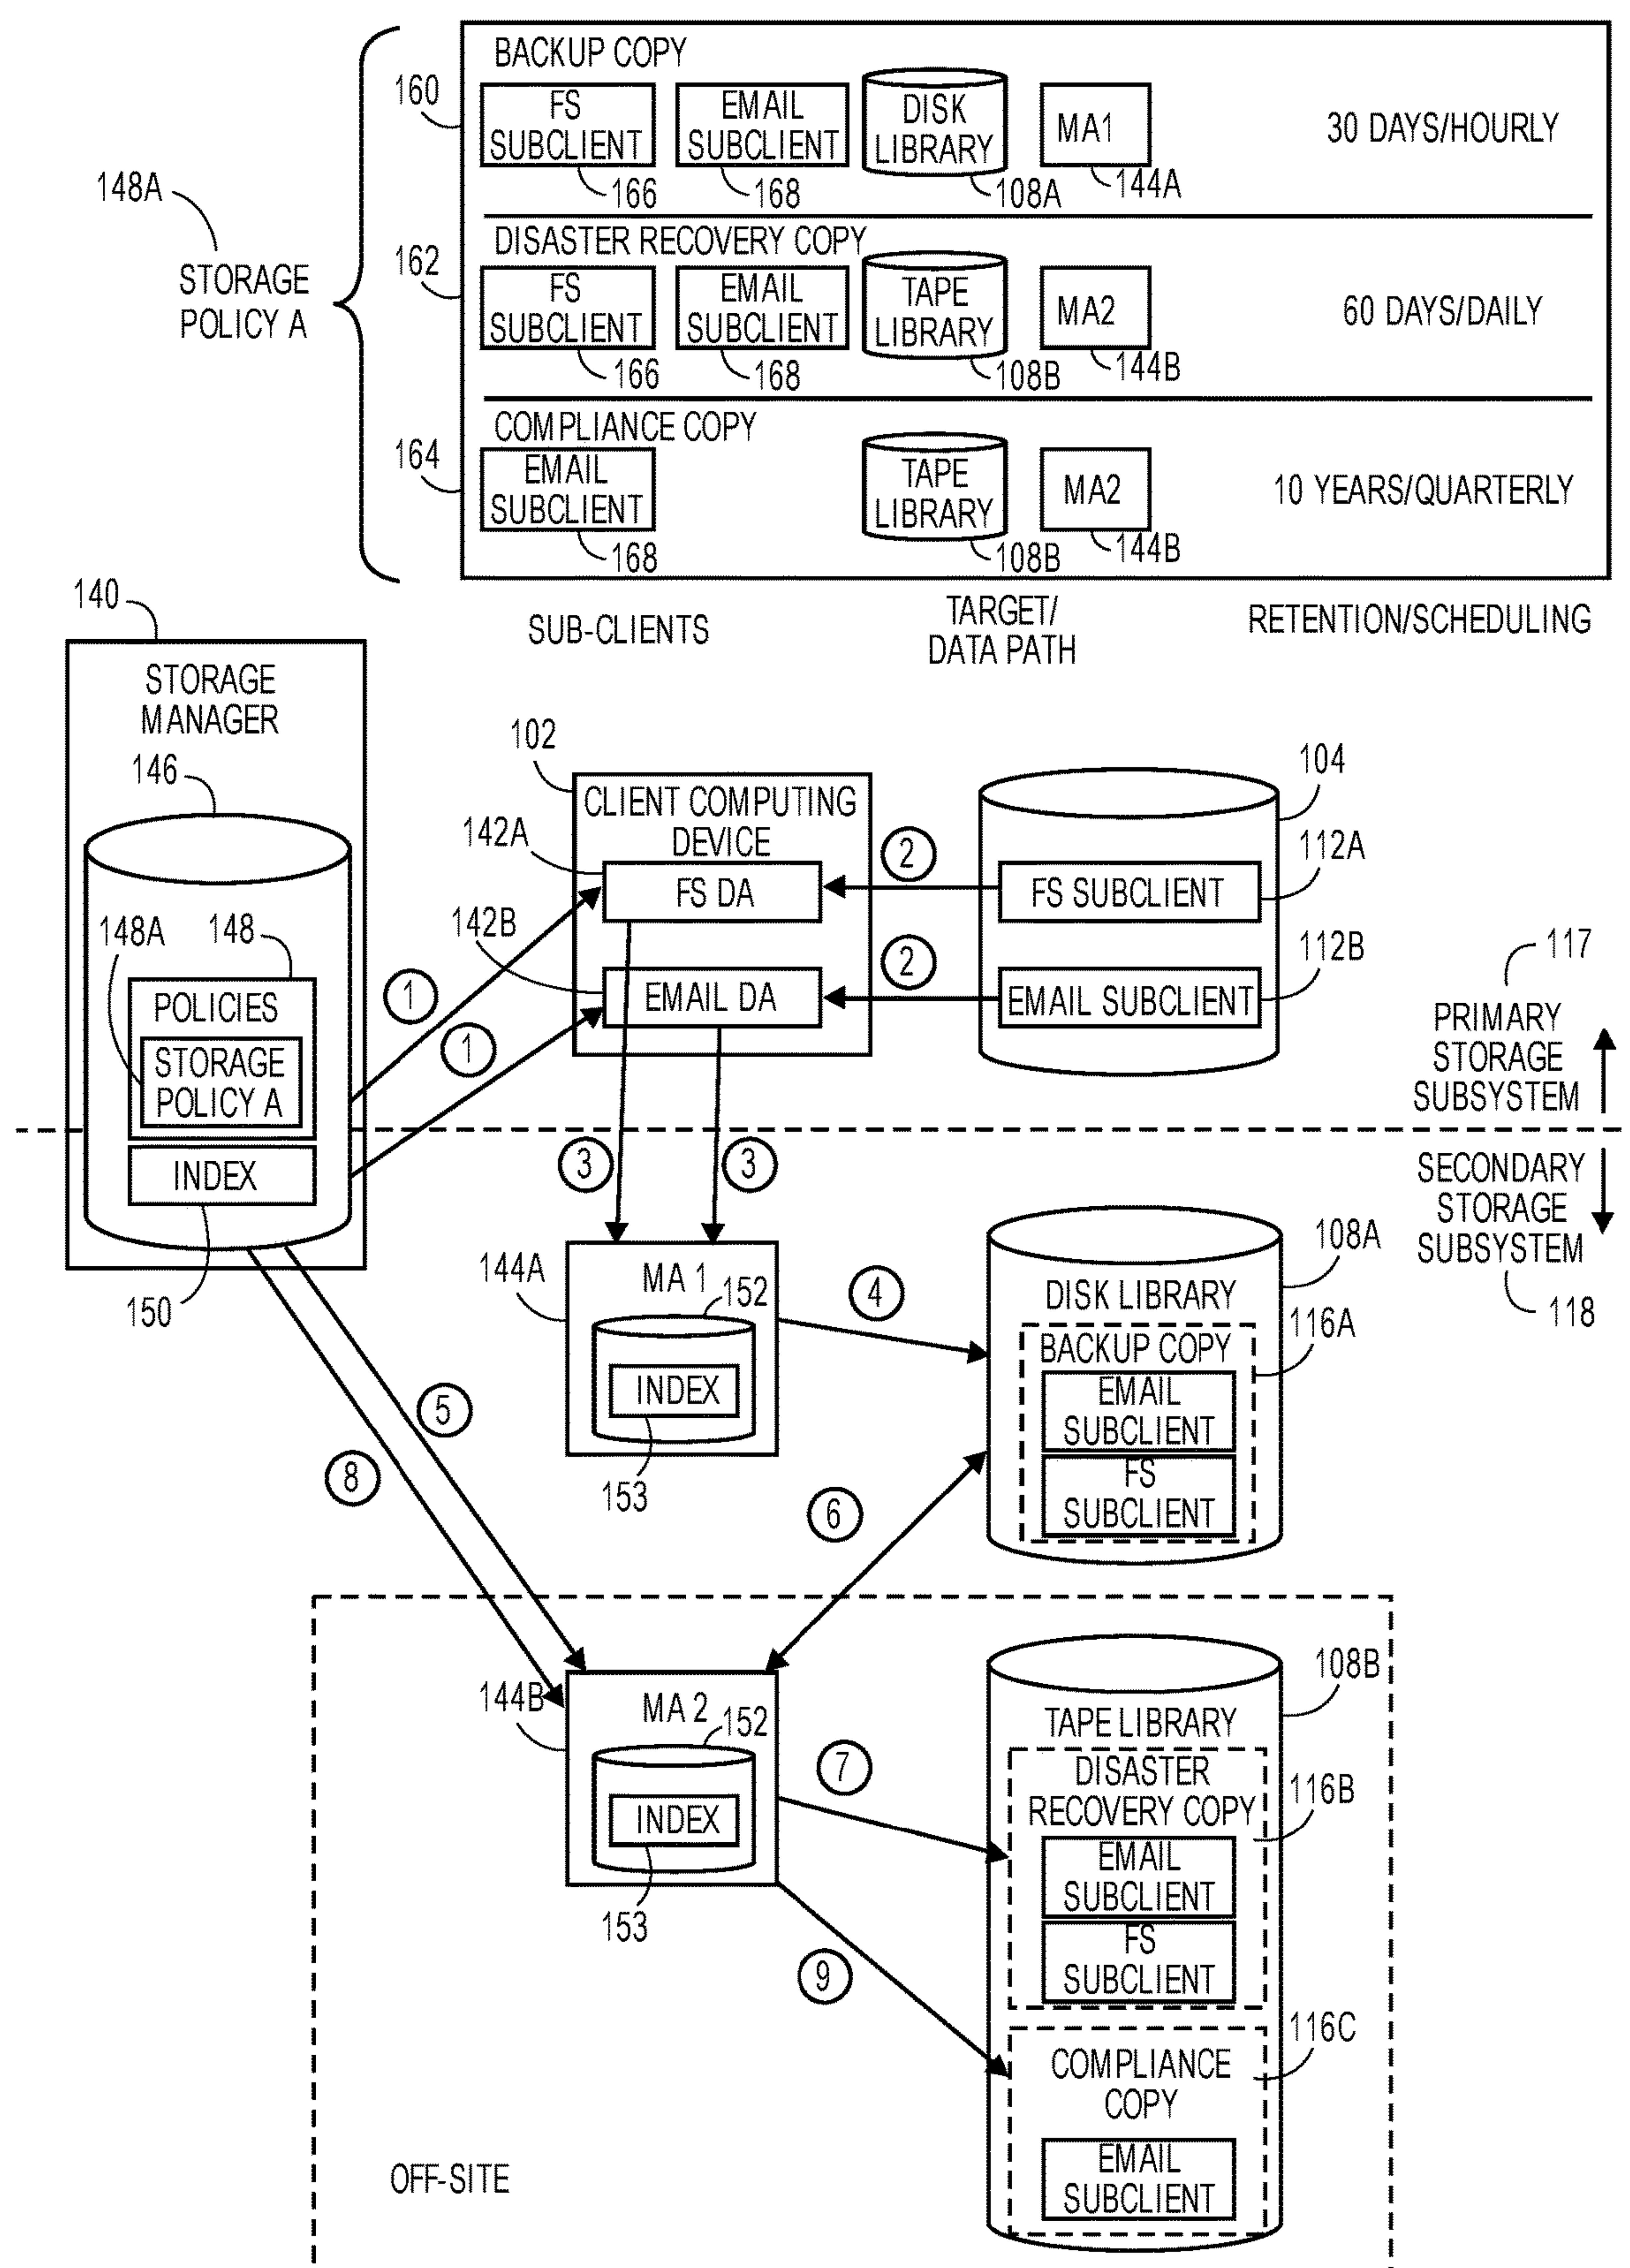 BACKUP COPY
160
FS
SUBCLIENT
166
EMAIL
SUBCLIENT
168
DISK
LIBRARY
108A
MA1
144A
30 DAYS/HOURLY
148A
STORAGE
POLICY A
DISASTER RECOVERY COPY
162
FS
SUBCLIENT
166
EMAIL
SUBCLIENT
168
TAPE
LIBRARY
108B
MA2
144B
60 DAYS/DAILY
COMPLIANCE COPY
164
EMAIL
SUBCLIENT
168
TAPE
LIBRARY
108B
MA2
144B
10 YEARS/QUARTERLY
SUB-CLIENTS
TARGET/
DATA PATH
RETENTION/SCHEDULING
140
STORAGE
MANAGER
146
148A
148
POLICIES
STORAGE
POLICY A
INDEX
150
102
CLIENT COMPUTING
DEVICE
142A
FS DA
142B
EMAIL DA
1
1
2
2
104
FS SUBCLIENT
112A
EMAIL SUBCLIENT
112B
117
PRIMARY
STORAGE
SUBSYSTEM
SECONDARY
STORAGE
SUBSYSTEM
118
3
3
144A
MA 1
152
INDEX
153
4
108A
DISK LIBRARY
116A
BACKUP COPY
EMAIL
SUBCLIENT
FS
SUBCLIENT
5
8
6
144B
MA 2
152
INDEX
153
7
9
108B
TAPE LIBRARY
DISASTER
RECOVERY COPY
116B
EMAIL
SUBCLIENT
FS
SUBCLIENT
116C
COMPLIANCE
COPY
EMAIL
SUBCLIENT
OFF-SITE